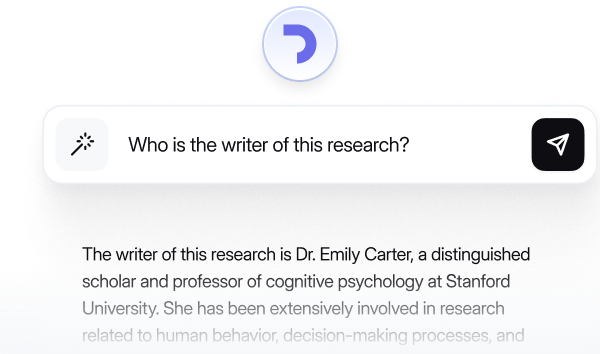 Who is the writer of this research?
The writer of this research is Dr. Emily Carter, a distinguished
scholar and professor of cognitive psychology at Stanford
University. She has been extensively involved in research
related to human behavior, decision-making processes, and